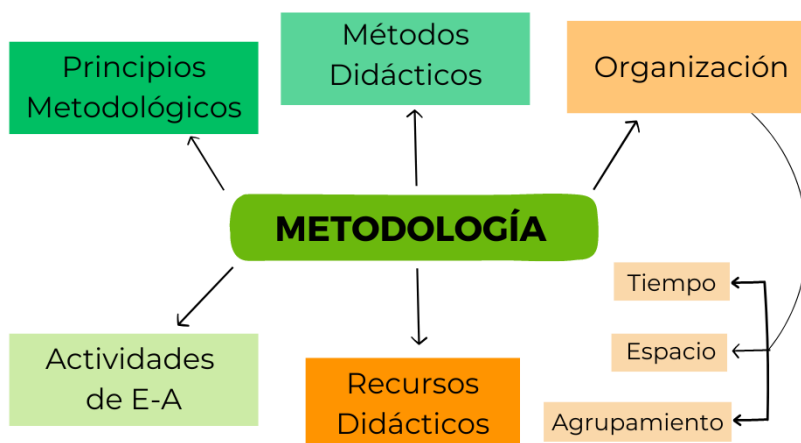 Principios
Metodológicos
Métodos
Didácticos
Organización
METODOLOGÍA
Tiempo
Espacio
Agrupamiento
Actividades
de E-A
Recursos
Didácticos